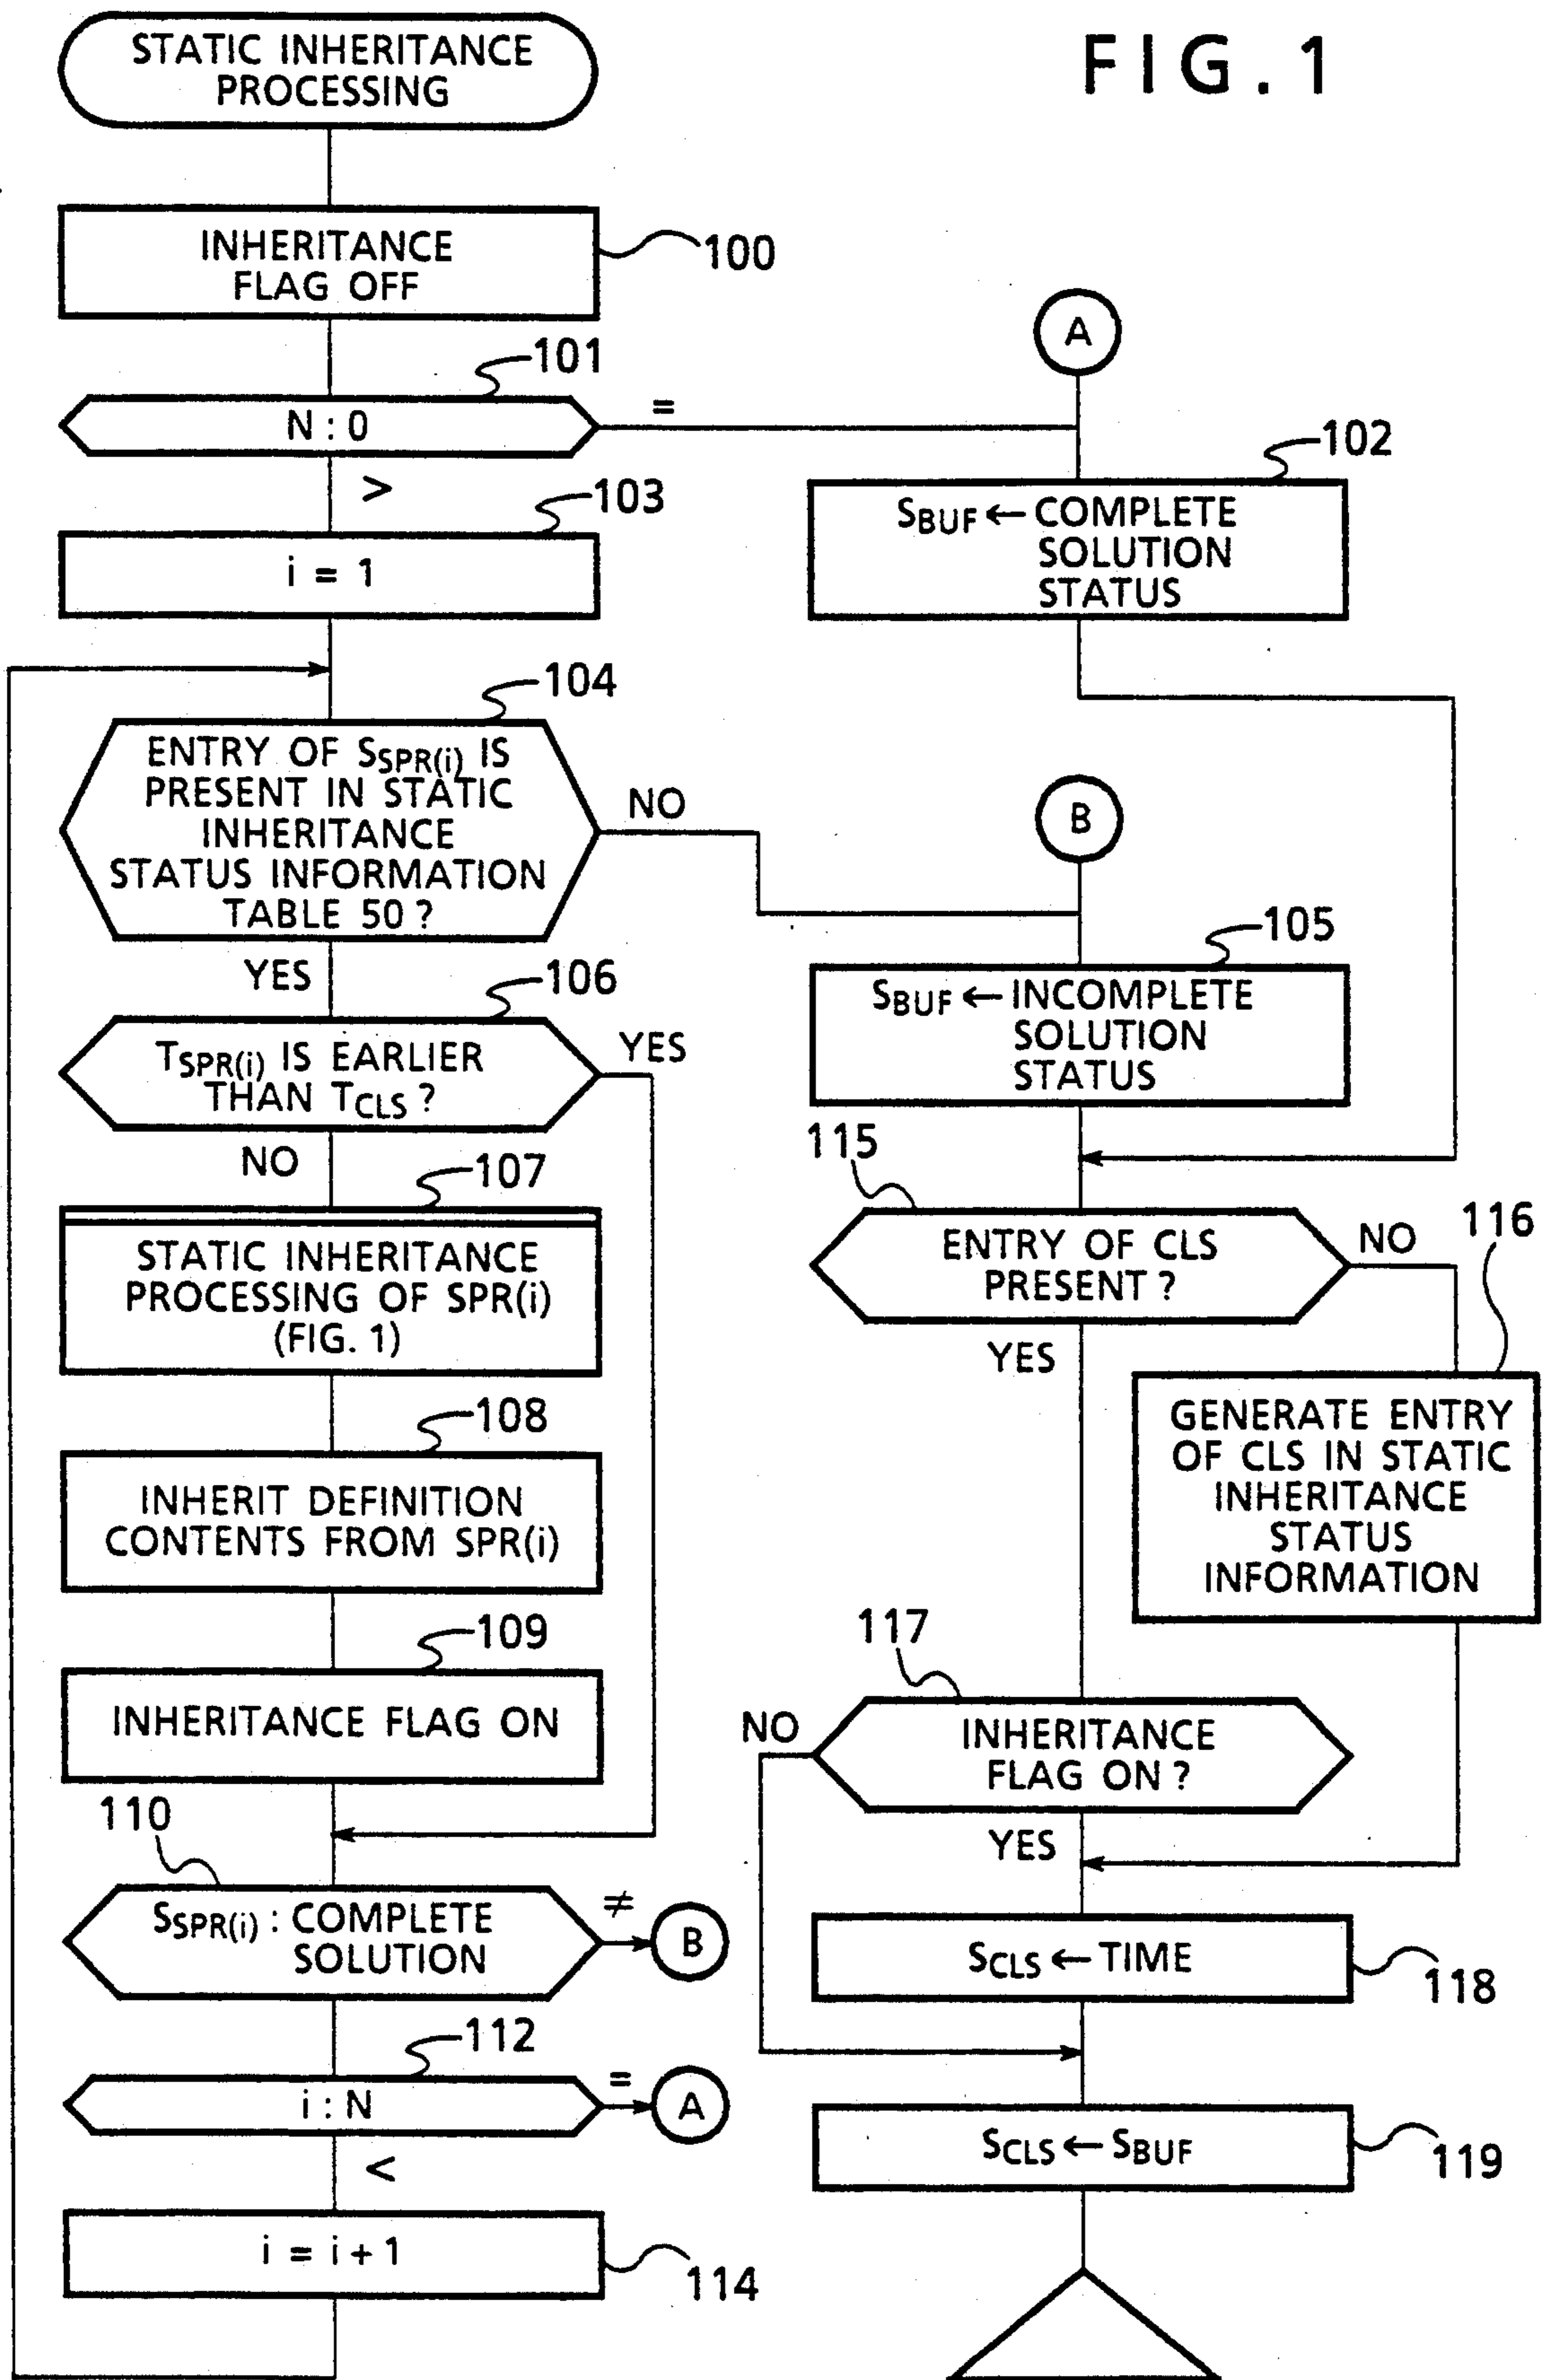 FIG.1
STATIC INHERITANCE
PROCESSING
INHERITANCE
FLAG OFF
100
101
N : 0
=
>
103
i = 1
104
ENTRY OF SSPR(i) IS
PRESENT IN STATIC
INHERITANCE
STATUS INFORMATION
TABLE 50 ?
NO
YES
106
TSPR(i) IS EARLIER
THAN TCLS ?
YES
NO
107
STATIC INHERITANCE
PROCESSING OF SPR(i)
(FIG. 1)
108
INHERIT DEFINITION
CONTENTS FROM SPR(i)
109
INHERITANCE FLAG ON
110
SSPR(i) : COMPLETE
SOLUTION
≠
B
112
i : N
=
A
<
i = i + 1
114
A
102
SBUF ← COMPLETE
SOLUTION
STATUS
B
105
SBUF ← INCOMPLETE
SOLUTION
STATUS
115
ENTRY OF CLS
PRESENT ?
NO
116
YES
GENERATE ENTRY
OF CLS IN STATIC
INHERITANCE
STATUS
INFORMATION
117
NO
INHERITANCE
FLAG ON ?
YES
SCLS ← TIME
118
SCLS ← SBUF
119